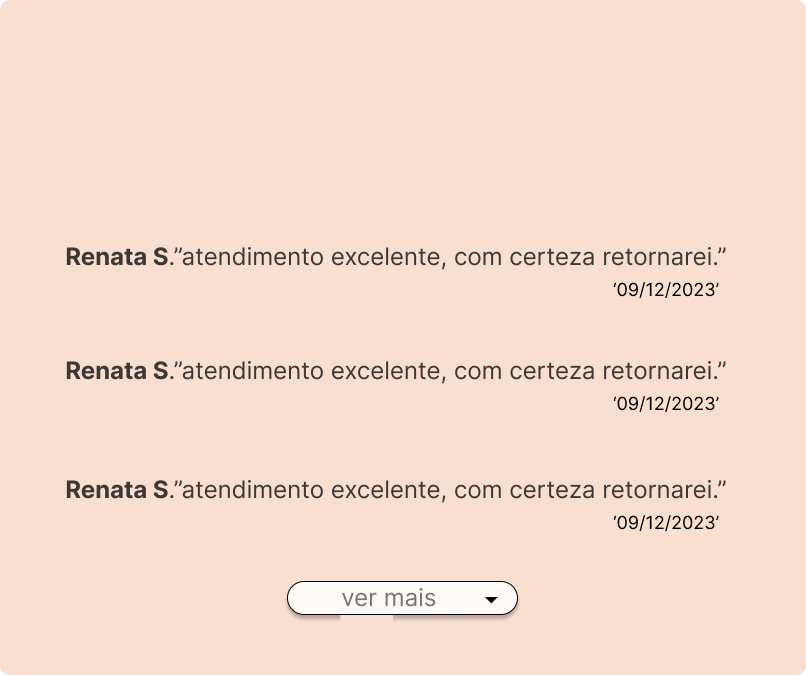 Renata S.”atendimento excelente, com certeza retornarei.”
‘09/12/2023’
Renata S.”atendimento excelente, com certeza retornarei.”
‘09/12/2023’
Renata S.”atendimento excelente, com certeza retornarei.”
‘09/12/2023’
ver mais